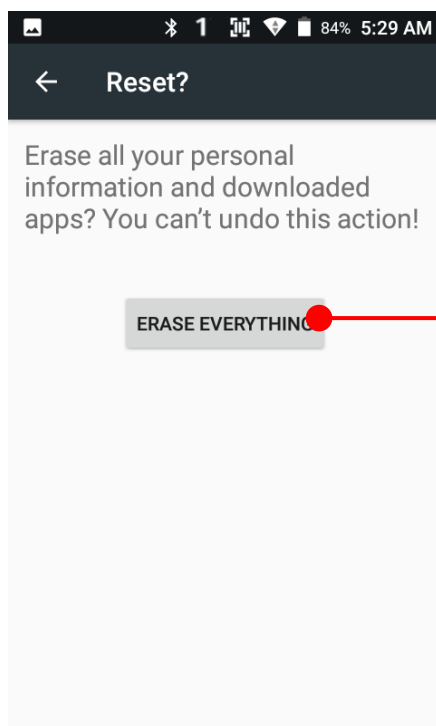 1 84% 5:29 AM
Reset?
Erase all your personal
information and downloaded
apps? You can't undo this action!
ERASE EVERYTHING